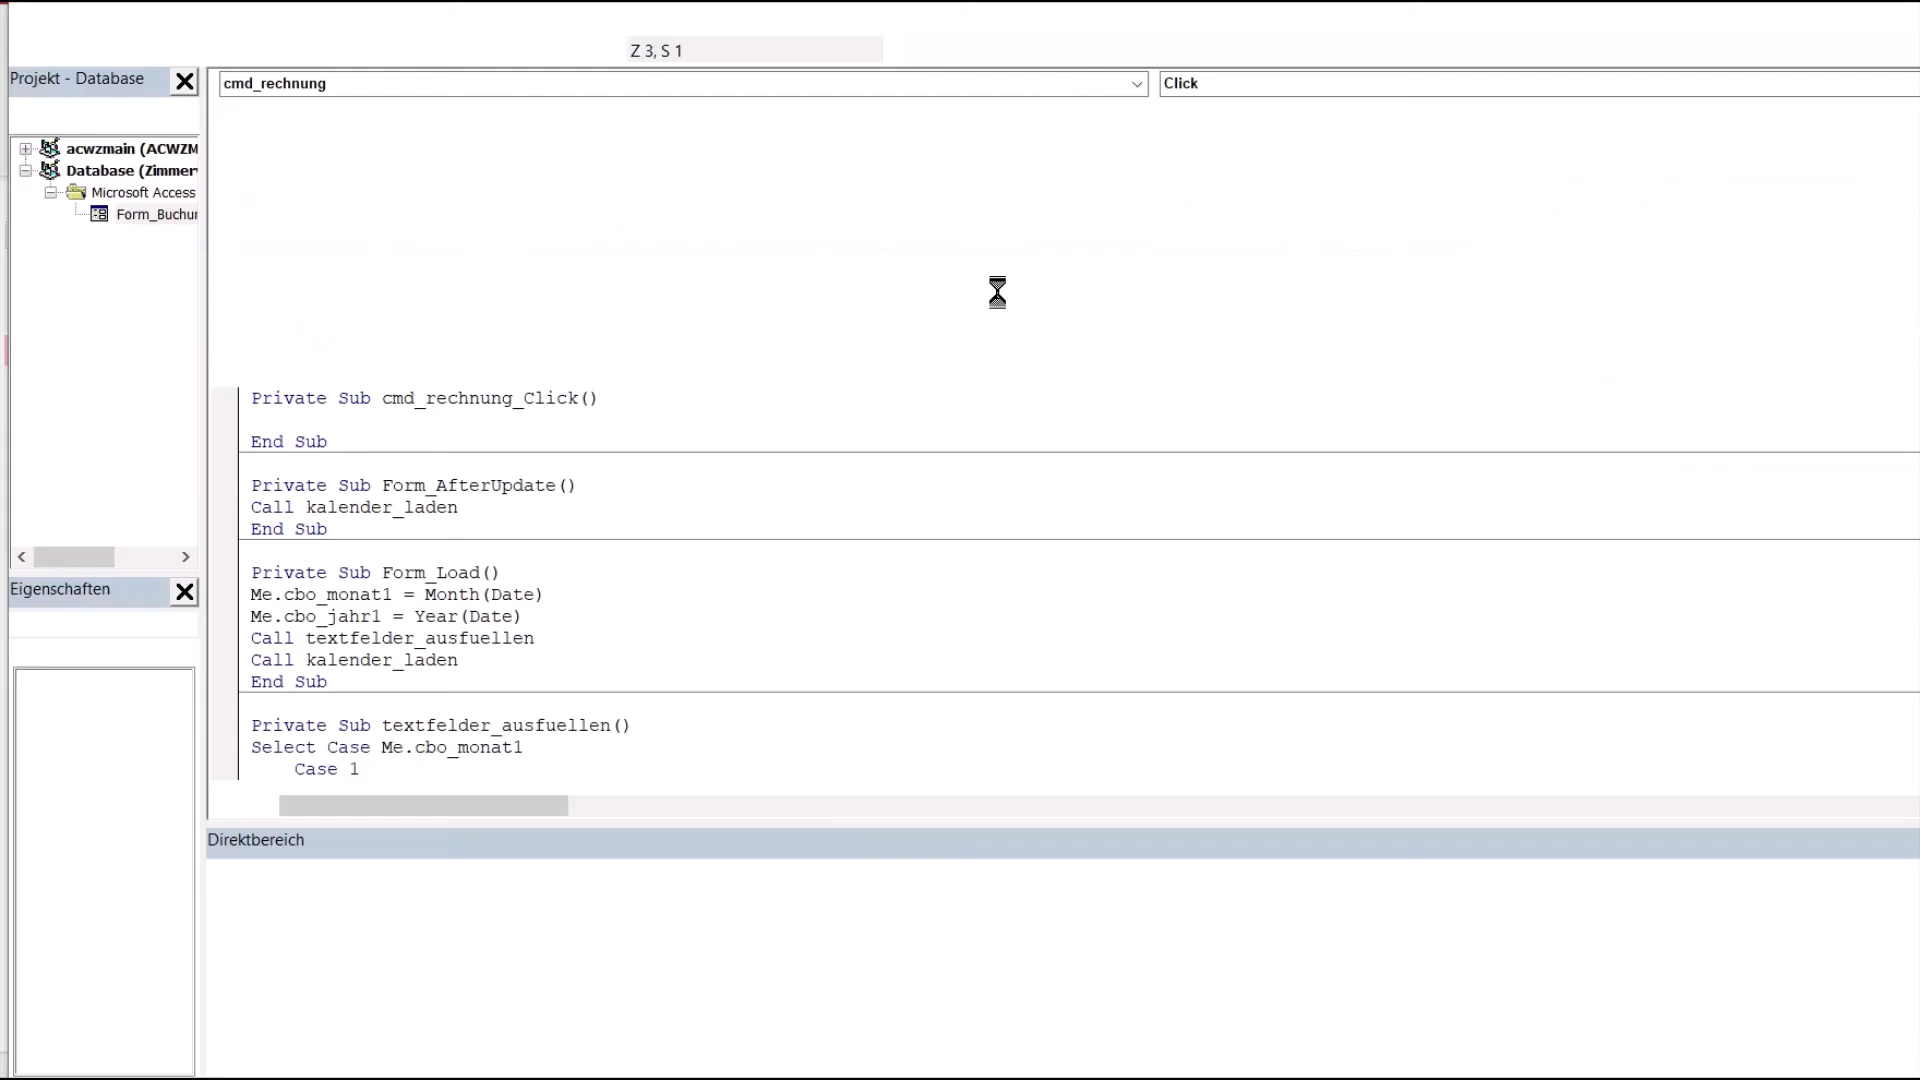 Z 3, S 1
Projekt - Database
cmd_rechnung
Click
acwzmain (ACWZM
Database (Zimmer
Microsoft Access
Form_Buchu
Private Sub cmd_rechnung_Click()
End Sub
Private Sub Form_AfterUpdate()
Call kalender_laden
End Sub
Private Sub Form_Load()
Me.cbo_monat1 = Month(Date)
Me.cbo_jahr1 = Year(Date)
Call textfelder_ausfuellen
Call kalender_laden
End Sub
Private Sub textfelder_ausfuellen()
Select Case Me.cbo_monat1
Case 1
Eigenschaften
Direktbereich